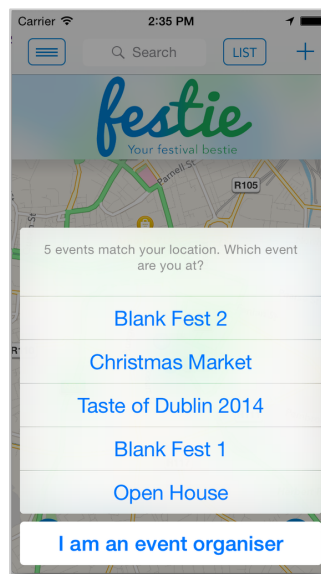 Carrier 2:35 PM
Search LIST +
festie
Your festival bestie
Parnell St
R105
5 events match your location. Which event
are you at?
Blank Fest 2
Christmas Market
Taste of Dublin 2014
Blank Fest 1
Open House
I am an event organiser